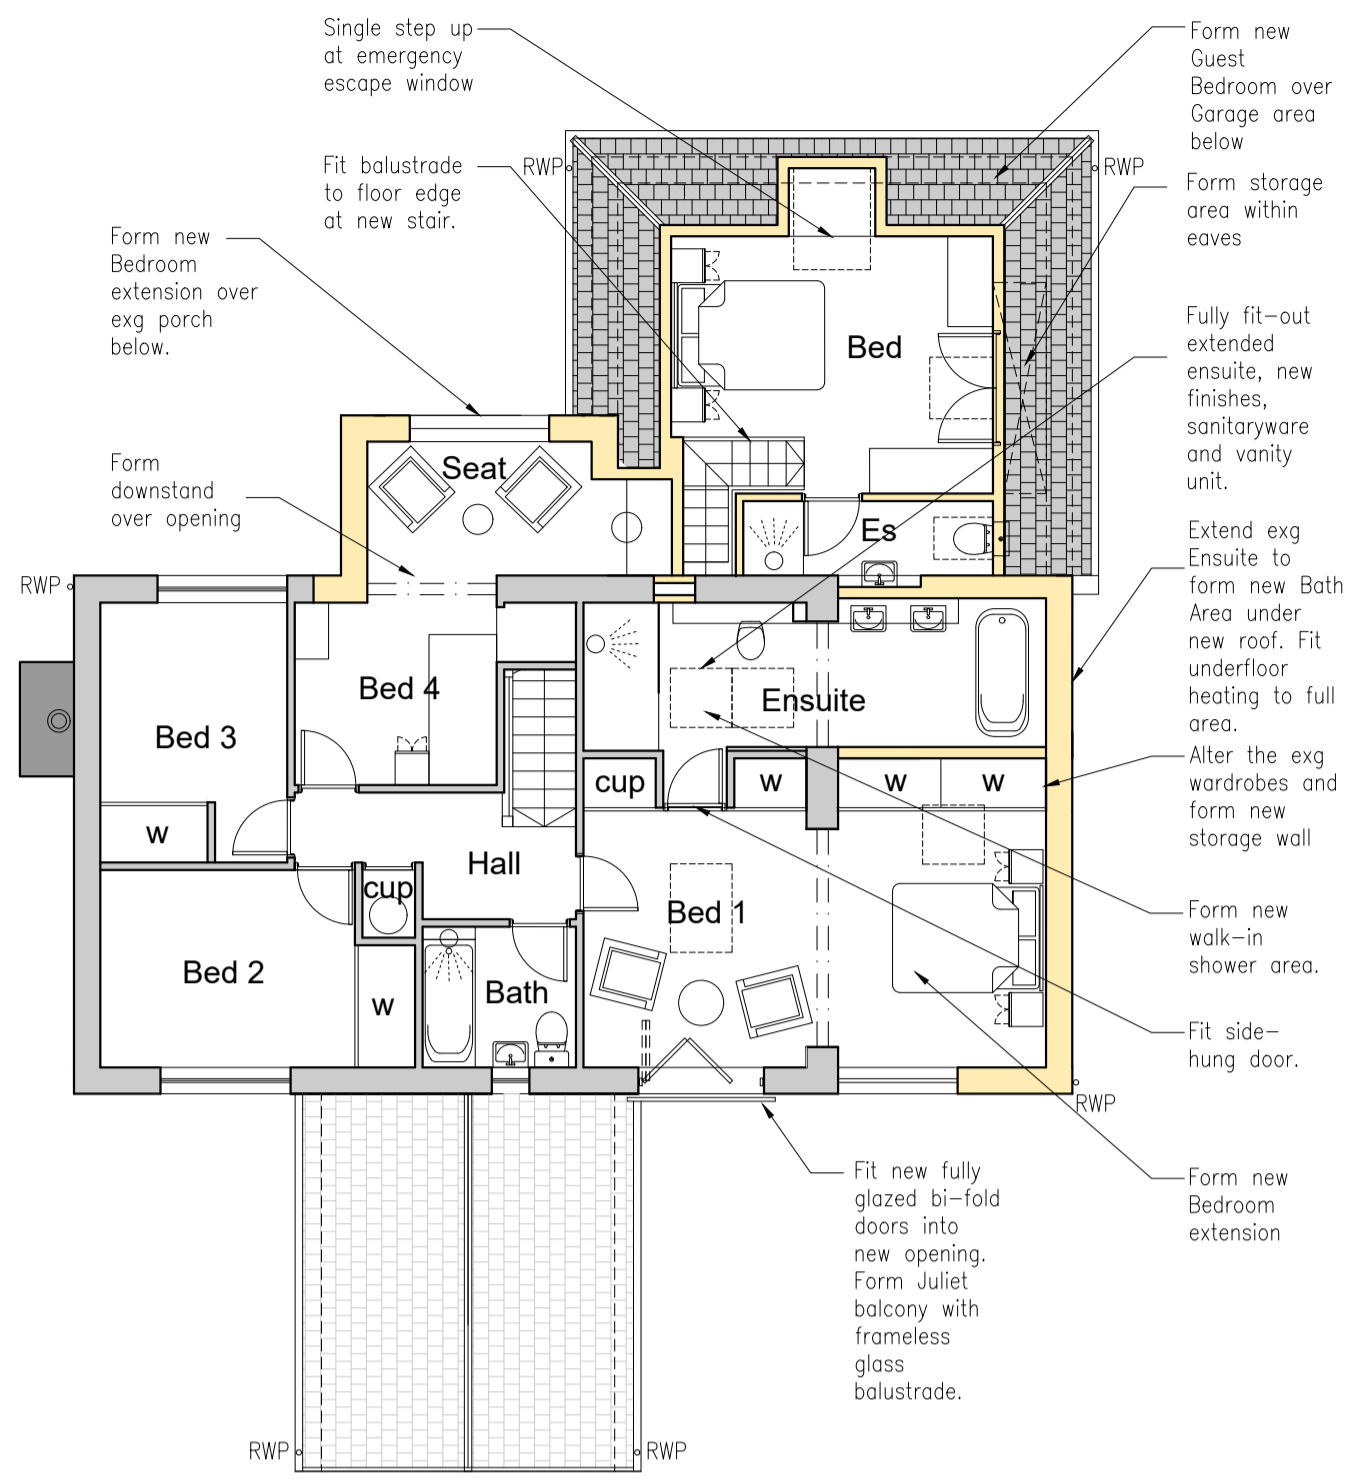 Single step up
at emergency
escape window
Form new
Guest
Bedroom over
Garage area
below
Fit balustrade
to floor edge
at new stair.
RWP
RWP
Form storage
area within
eaves
Form new
Bedroom
extension over
exg porch
below.
Fully fit-out
extended
ensuite, new
finishes,
sanitaryware
and vanity
unit.
Bed
Form
downstand
over opening
Seat
Es
Extend exg
Ensuite to
form new Bath
Area under
new roof. Fit
underfloor
heating to full
area.
RWP
Bed 4
Ensuite
Bed 3
Alter the exg
wardrobes and
form new
storage wall
cup
w
w
w
w
Hall
cup
Bed 1
Form new
walk-in
shower area.
Bed 2
w
Bath
Fit side-
hung door.
RWP
Fit new fully
glazed bi-fold
doors into
new opening.
Form Juliet
balcony with
frameless
glass
balustrade.
Form new
Bedroom
extension
RWP
RWP